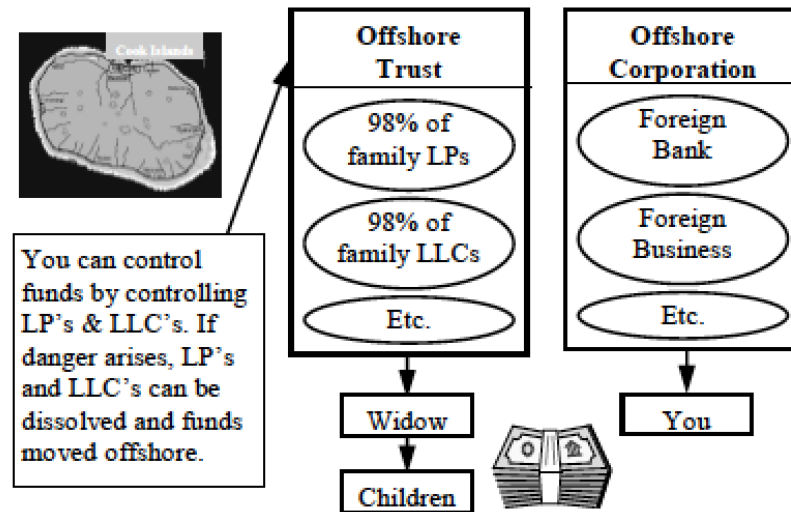 Cook Islands
Offshore
Trust
98% of
family LPs
98% of
family LLCs
Etc.
Widow
Children
Offshore
Corporation
Foreign
Bank
Foreign
Business
Etc.
You
You can control
funds by controlling
LP's & LLC's. If
danger arises, LP's
and LLC's can be
dissolved and funds
moved offshore.